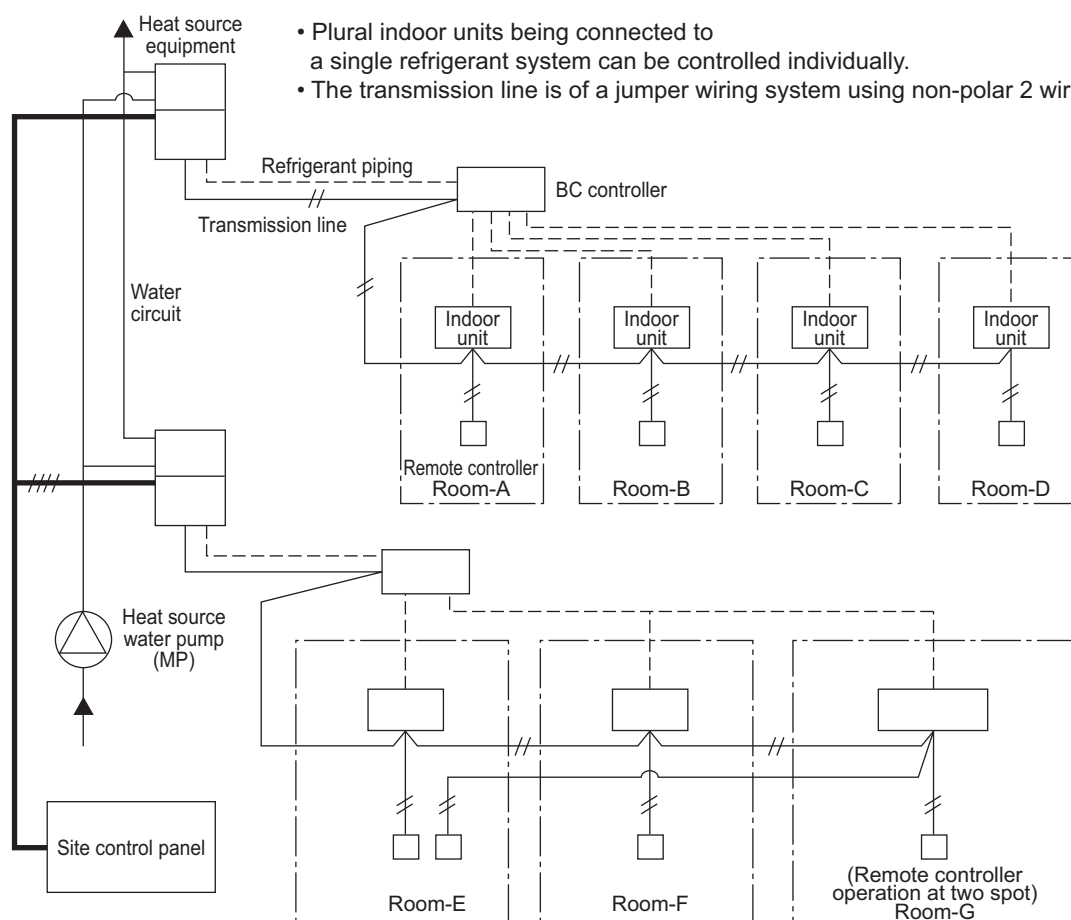 Heat source
equipment
• Plural indoor units being connected to
a single refrigerant system can be controlled individually.
• The transmission line is of a jumper wiring system using non-polar 2 wir
Refrigerant piping
BC controller
Transmission line
Water
circuit
Indoor
unit
Indoor
unit
Indoor
unit
Indoor
unit
Remote controller
Room-A
Room-B
Room-C
Room-D
Heat source
water pump
(MP)
Site control panel
Room-E
Room-F
(Remote controller
operation at two spot)
Room-G